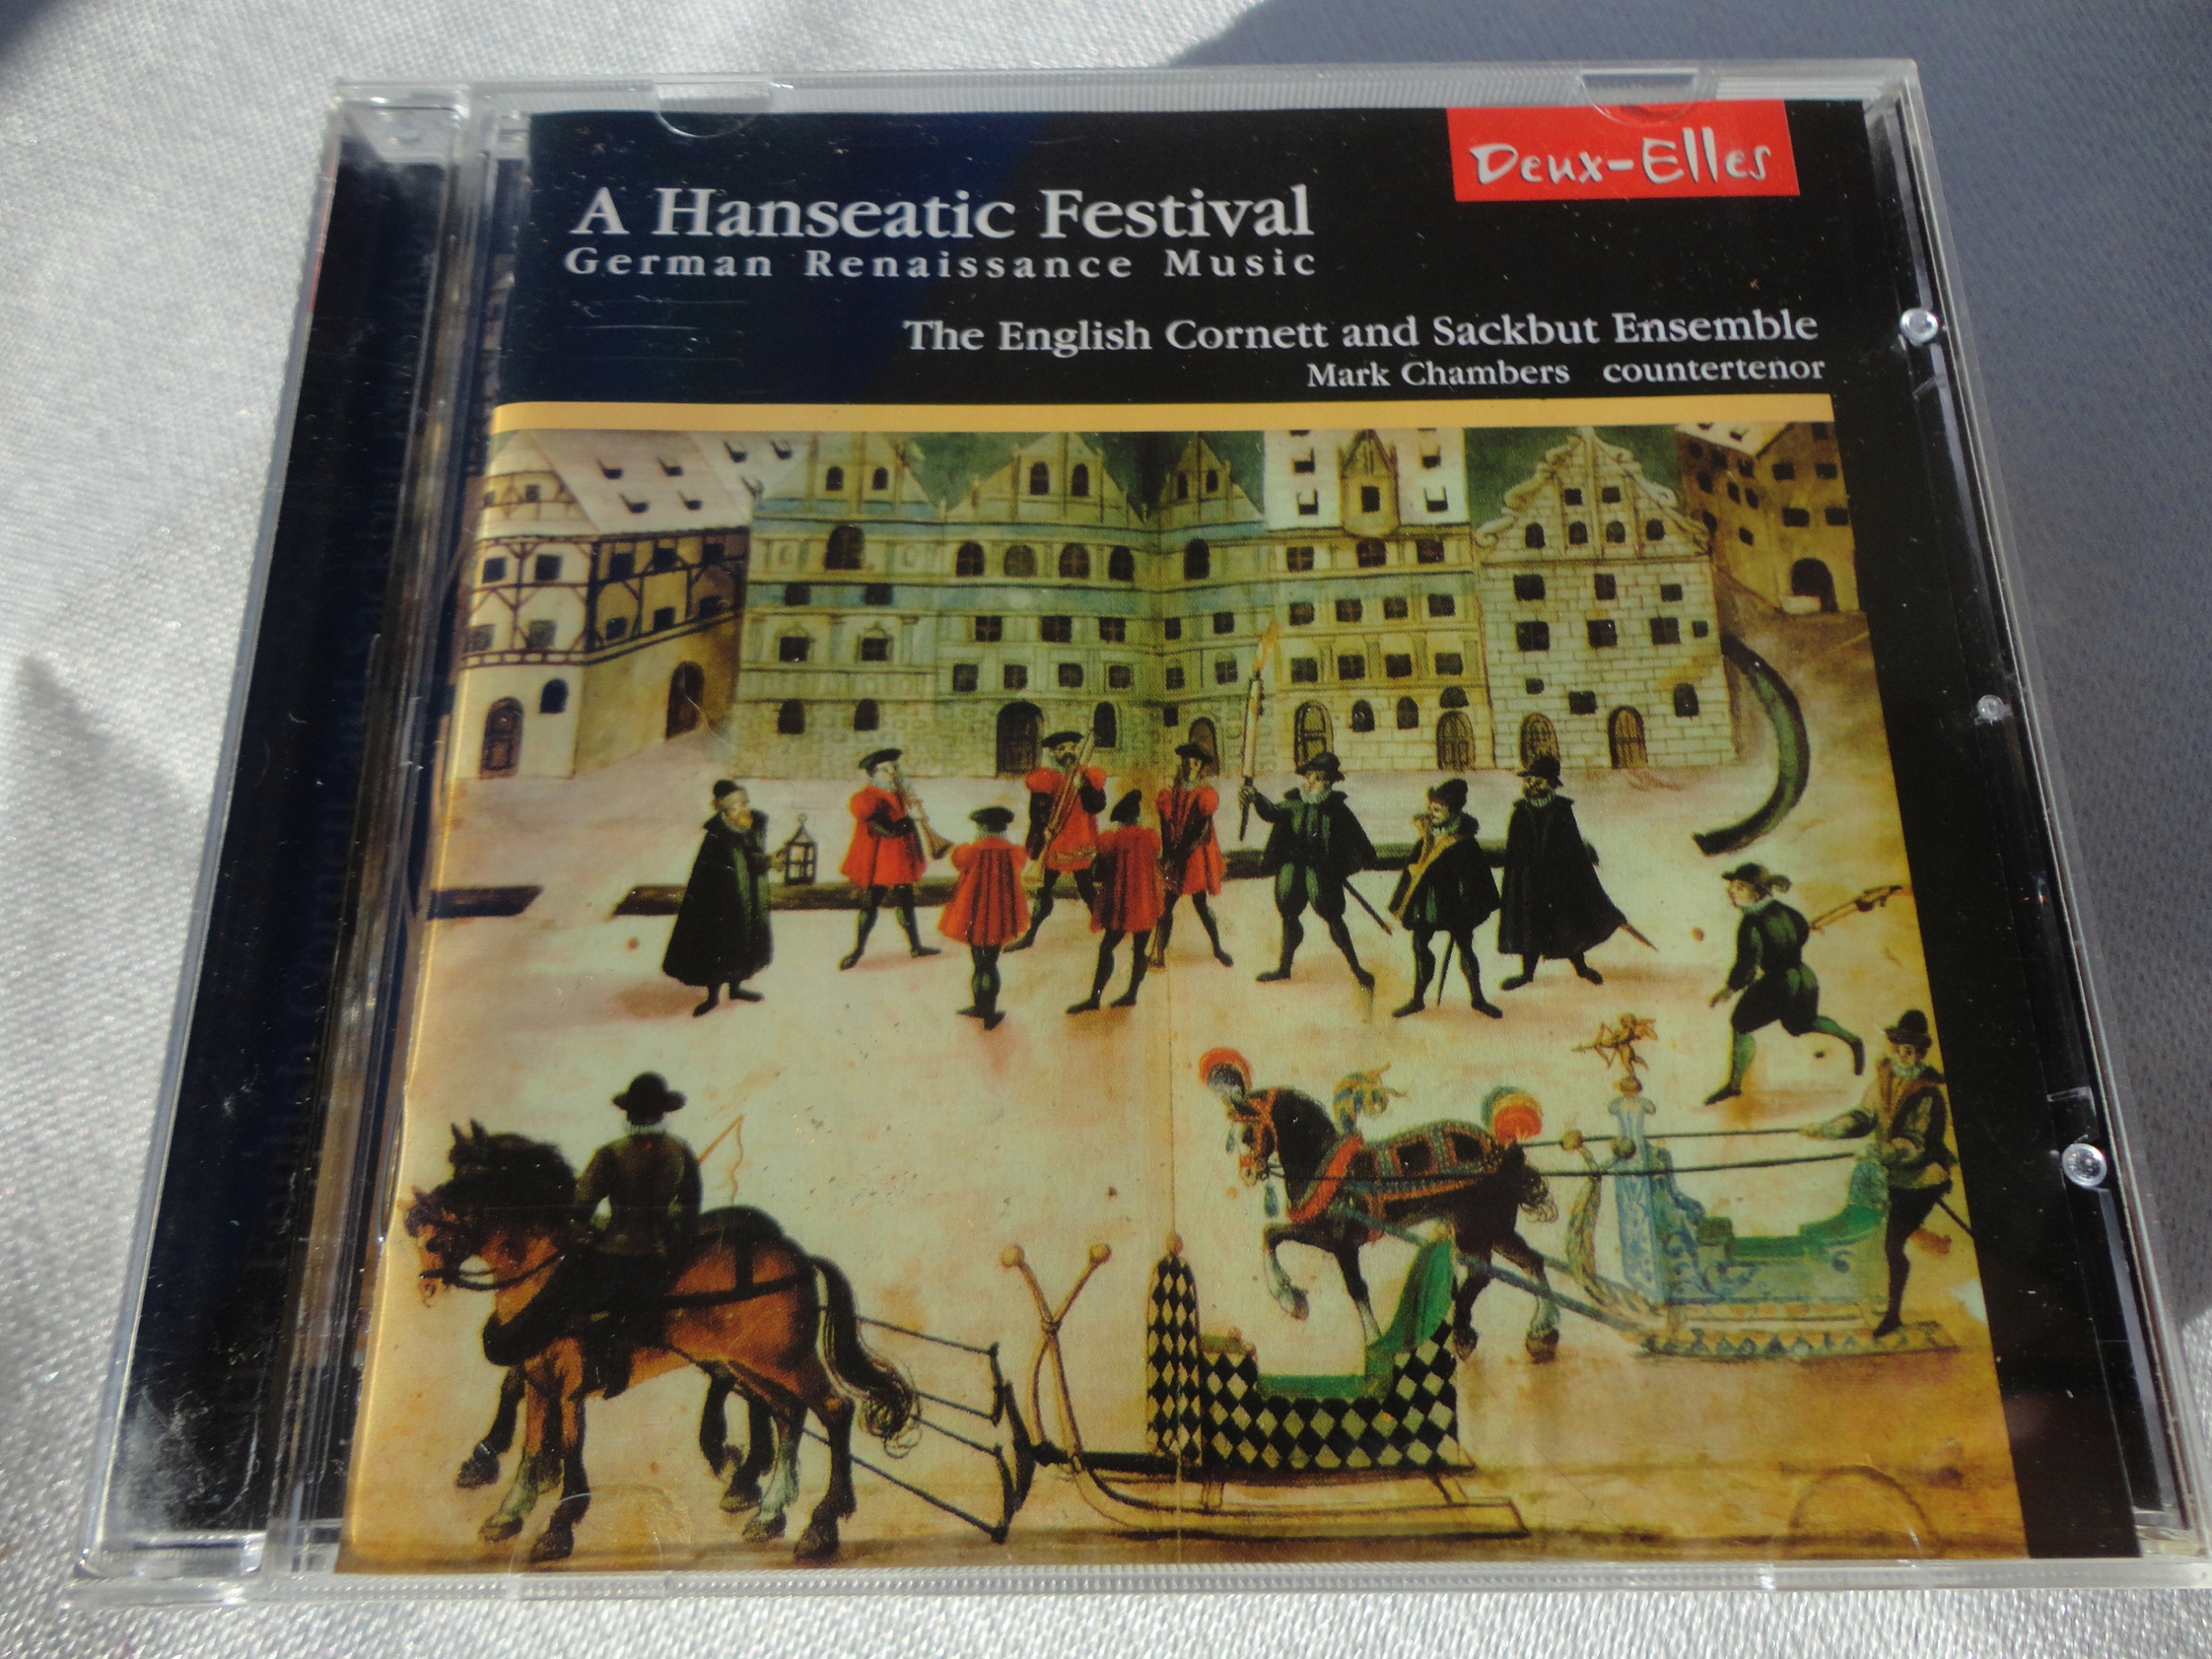 Deux-Elles
A Hanseatic Festival
German Renaissance Music
The English Cornett and Sackbut Ensemble
Mark Chambers countertenor